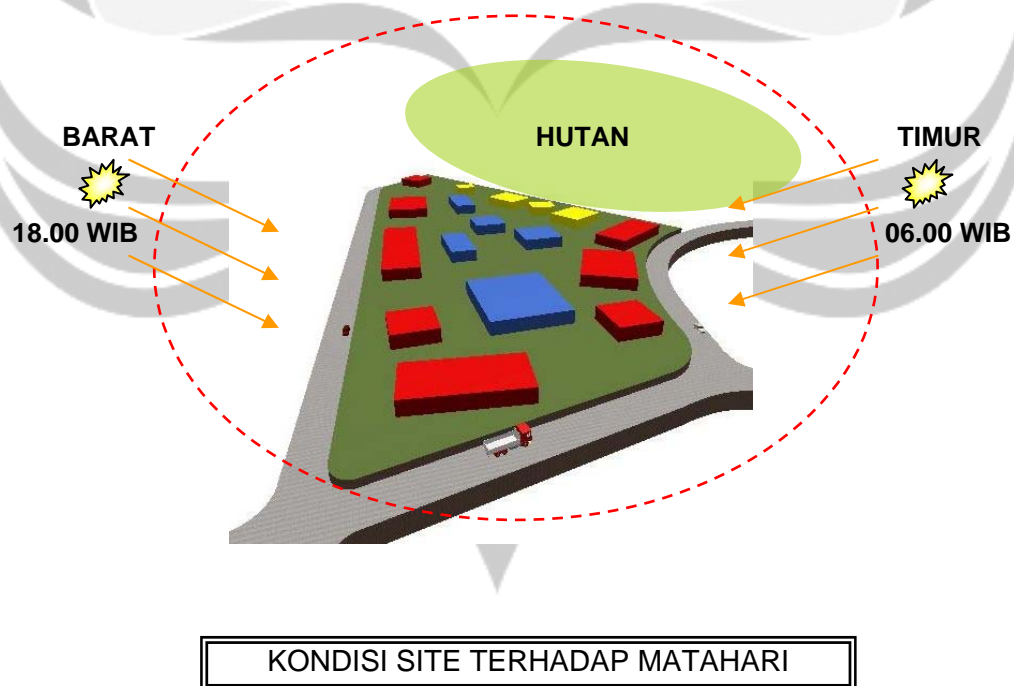 BARAT
HUTAN
TIMUR
18.00 WIB
06.00 WIB
KONDISI SITE TERHADAP MATAHARI